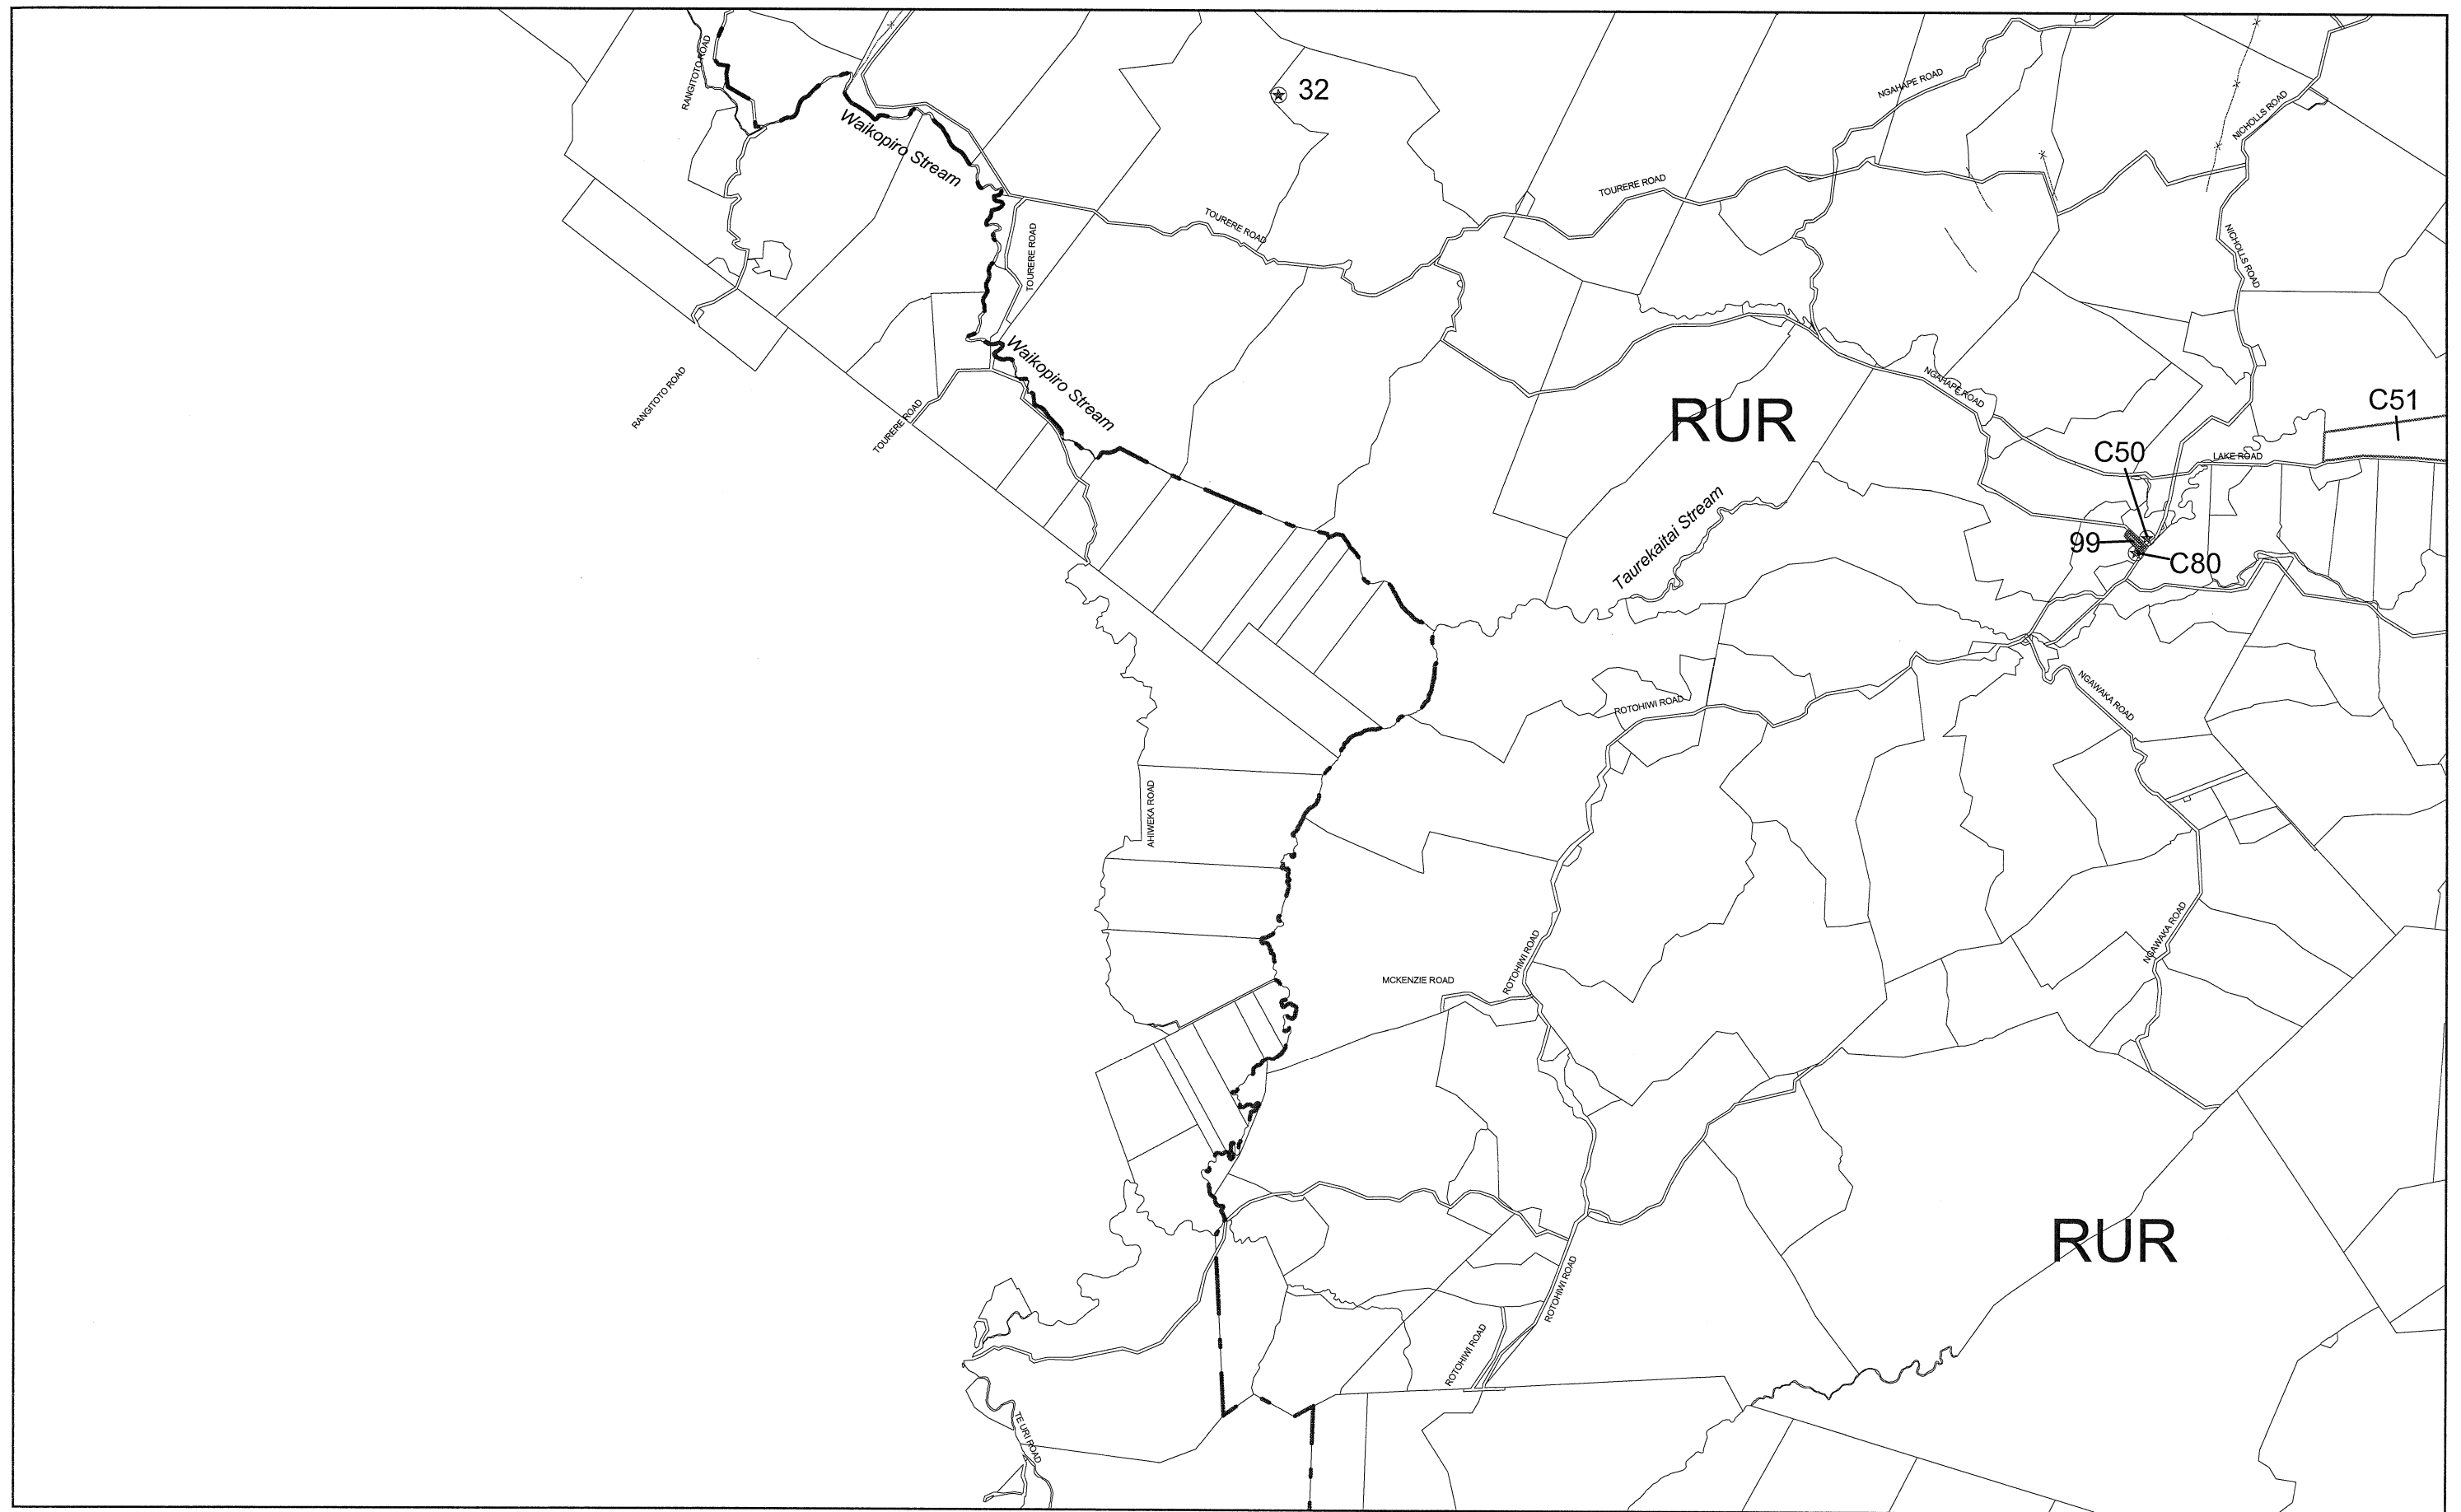 RANGITOTO ROAD
32
NGAHAPE ROAD
NICHOLLS ROAD
Waikopiro Stream
TOURERE ROAD
TOURERE ROAD
TOURERE ROAD
NICHOLLS ROAD
Waikopiro Stream
RANGITOTO ROAD
TOURERE ROAD
NGAHAPE ROAD
RUR
C51
C50
LAKE ROAD
Taurekaitai Stream
99
C80
ROTOHIWI ROAD
NGAWAKA ROAD
AHIWEKA ROAD
MCKENZIE ROAD
ROTOHIWI ROAD
NGAWAKA ROAD
RUR
ROTOHIWI ROAD
ROTOHIWI ROAD
TE URI ROAD